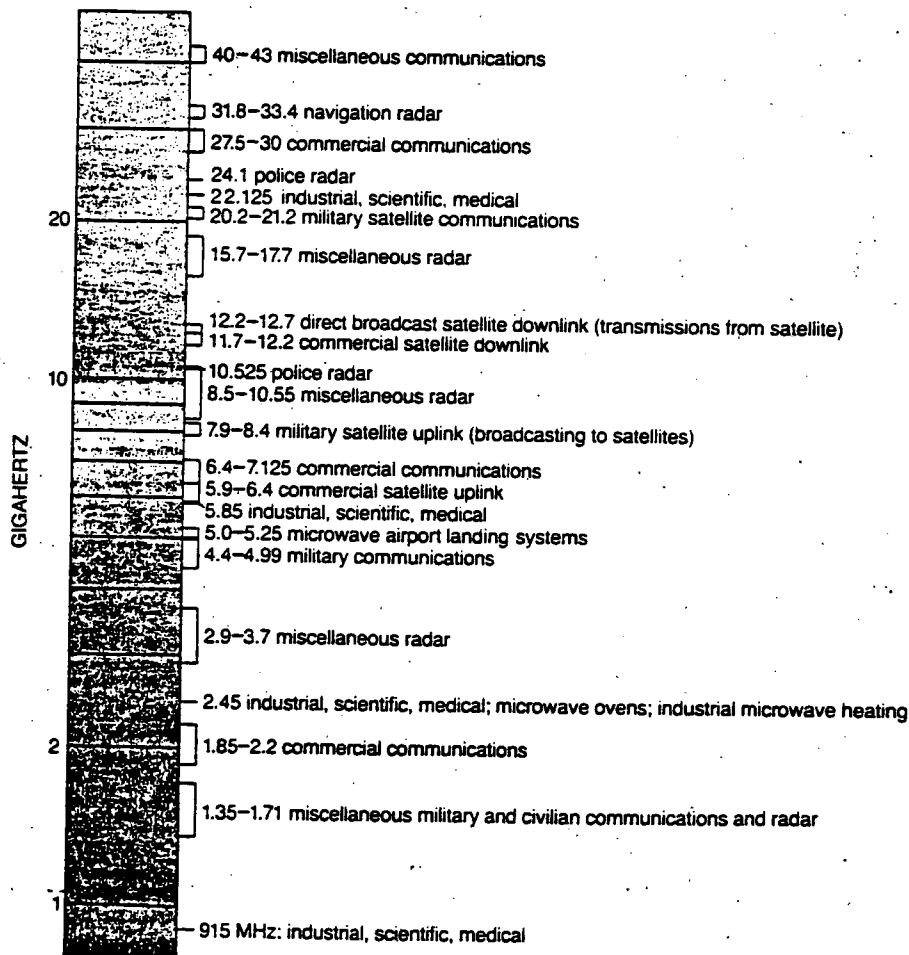 40–43 miscellaneous communications
31.8–33.4 navigation radar
27.5–30 commercial communications
24.1 police radar
22.125 industrial, scientific, medical
20.2–21.2 military satellite communications
20
15.7–17.7 miscellaneous radar
12.2–12.7 direct broadcast satellite downlink (transmissions from satellite)
11.7–12.2 commercial satellite downlink
10.525 police radar
10
8.5–10.55 miscellaneous radar
7.9–8.4 military satellite uplink (broadcasting to satellites)
GIGAHERTZ
6.4–7.125 commercial communications
5.9–6.4 commercial satellite uplink
5.85 industrial, scientific, medical
5.0–5.25 microwave airport landing systems
4.4–4.99 military communications
2.9–3.7 miscellaneous radar
2.45 industrial, scientific, medical; microwave ovens; industrial microwave heating
2
1.85–2.2 commercial communications
1.35–1.71 miscellaneous military and civilian communications and radar
1
915 MHz: industrial, scientific, medical